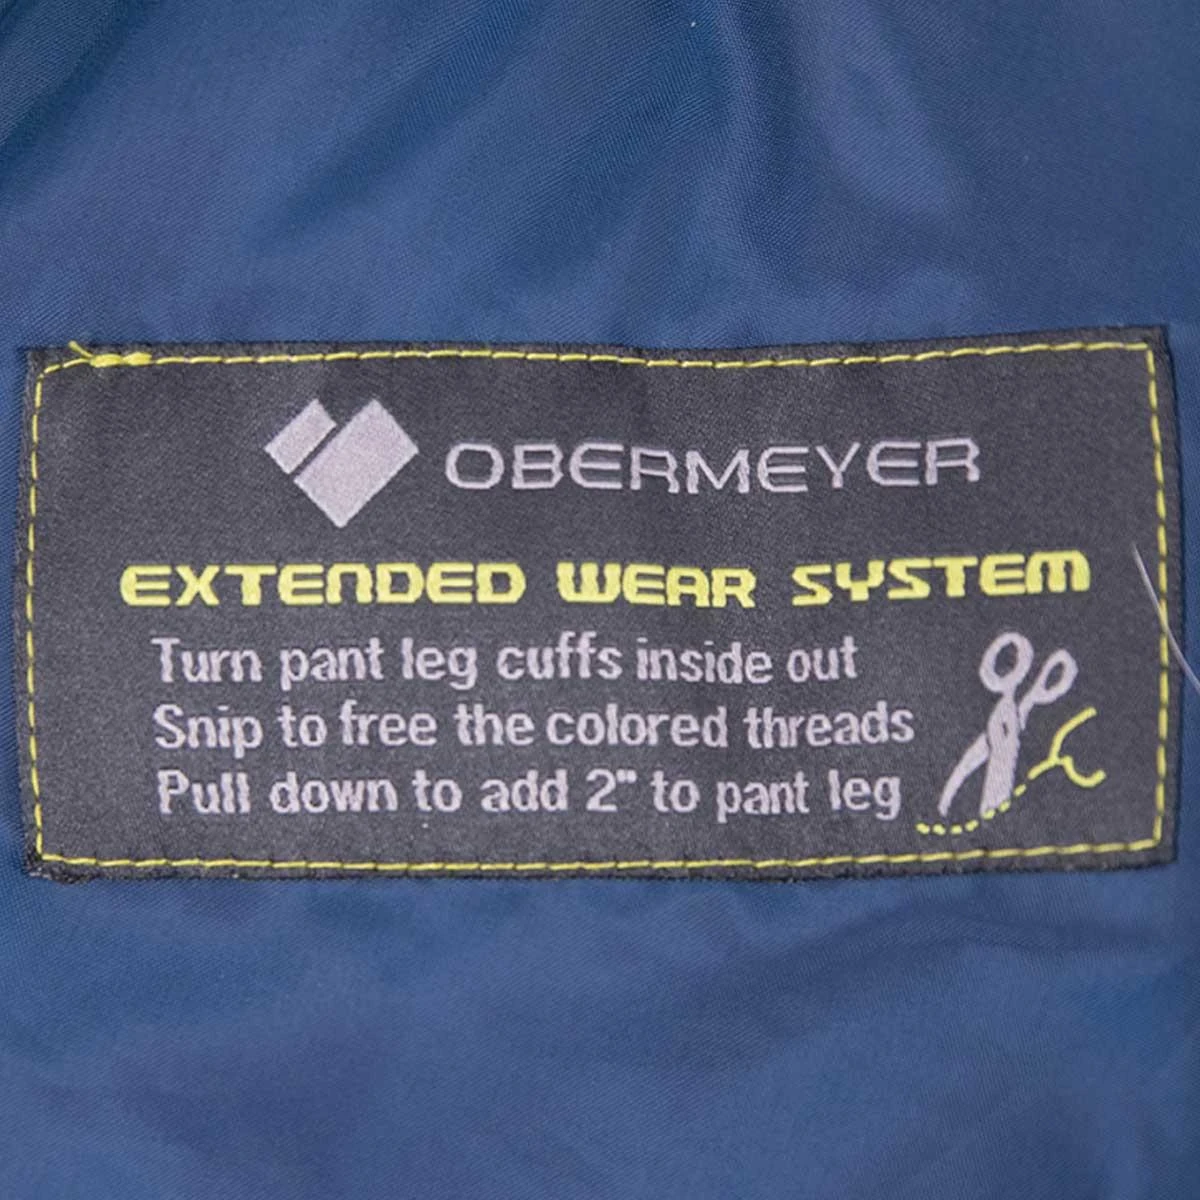 OBERMEYER
EXTENDED WEAR SYSTEM
Turn pant leg cuffs inside out
Snip to free the colored threads
Pull down to add 2" to pant leg